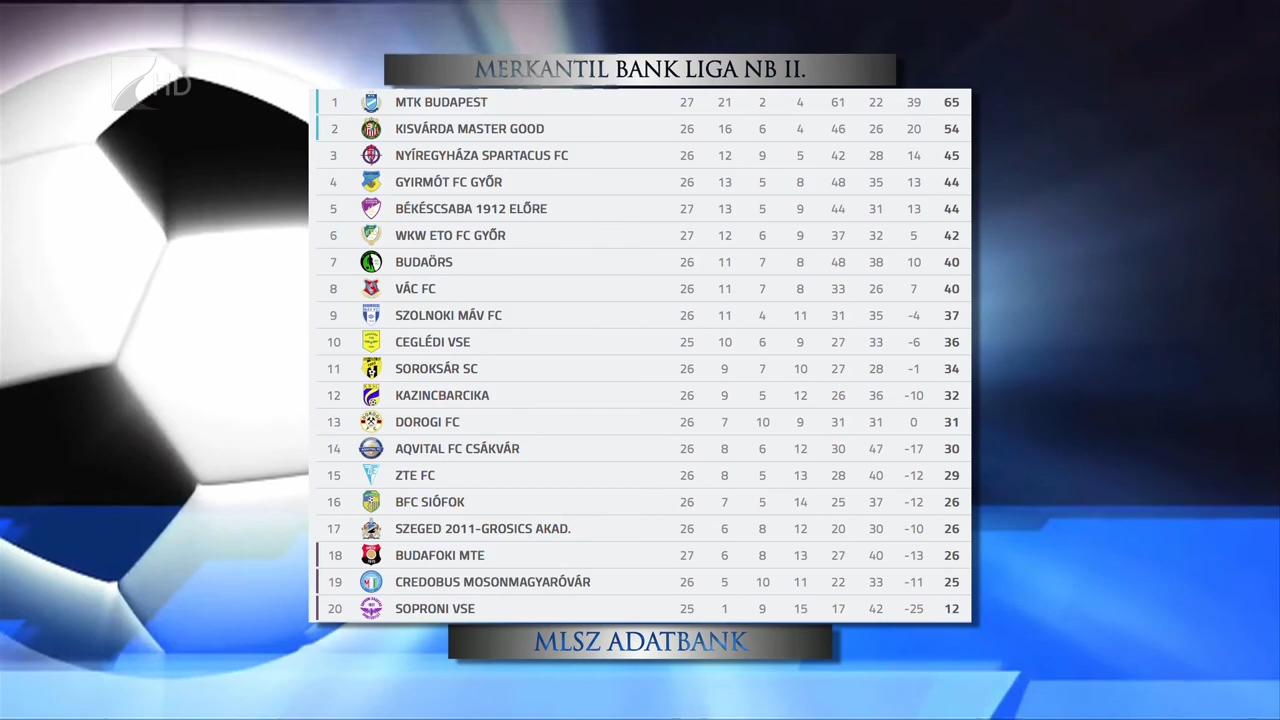 HD
MERKANTIL BANK LIGA NB II.
1 MTK BUDAPEST 27 21 2 4 61 22 39 65
2 KISVÁRDA MASTER GOOD 26 16 6 4 46 26 20 54
3 NYÍREGYHÁZA SPARTACUS FC 26 12 9 5 42 28 14 45
4 GYIRMÓT FC GYŐR 26 13 5 8 48 35 13 44
5 BÉKÉSCSABA 1912 ELŐRE 27 13 5 9 44 31 13 44
6 WKW ETO FC GYŐR 27 12 6 9 37 32 5 42
7 BUDAÖRS 26 11 7 8 48 38 10 40
8 VÁC FC 26 11 7 8 33 26 7 40
9 SZOLNOKI MÁV FC 26 11 4 11 31 35 -4 37
10 CEGLÉDI VSE 25 10 6 9 27 33 -6 36
11 SOROKSÁR SC 26 9 7 10 27 28 -1 34
12 KAZINCBARCIKA 26 9 5 12 26 36 -10 32
13 DOROGI FC 26 7 10 9 31 31 0 31
14 AQVITAL FC CSÁKVÁR 26 8 6 12 30 47 -17 30
15 ZTE FC 26 8 5 13 28 40 -12 29
16 BFC SIÓFOK 26 7 5 14 25 37 -12 26
17 SZEGED 2011-GROSICS AKAD. 26 6 8 12 20 30 -10 26
18 BUDAFOKI MTE 27 6 8 13 27 40 -13 26
19 CREDOBUS MOSONMAGYARÓVÁR 26 5 10 11 22 33 -11 25
20 SOPRONI VSE 25 1 9 15 17 42 -25 12
MLSZ ADATBANK